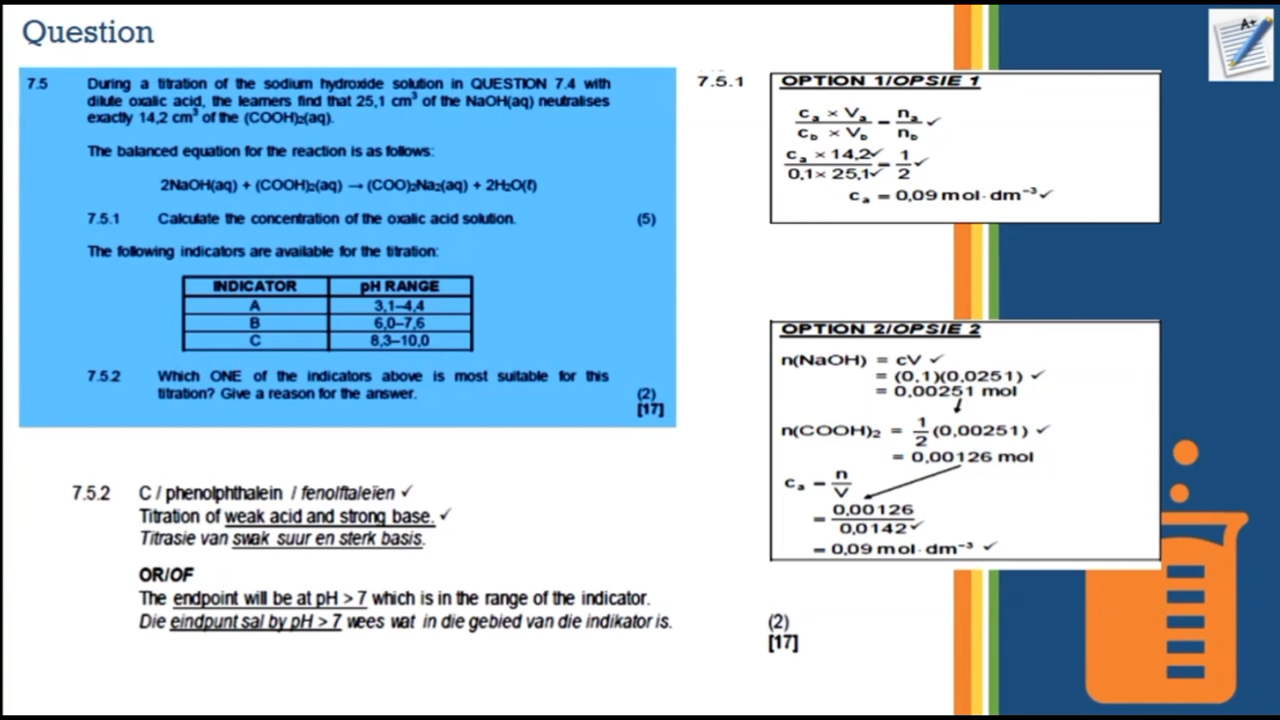 Question
A+
7.5 During a titration of the sodium hydroxide solution in QUESTION 7.4 with
dilute oxalic acid, the learners find that 25,1 cm³ of the NaOH(aq) neutralises
exactly 14,2 cm³ of the (COOH)₂(aq).
The balanced equation for the reaction is as follows:
2NaOH(aq) + (COOH)₂(aq) → (COO)₂Na₂(aq) + 2H₂O(ℓ)
7.5.1 Calculate the concentration of the oxalic acid solution. (5)
The following indicators are available for the titration:
INDICATOR pH RANGE
A 3,1–4,4
B 6,0–7,6
C 8,3–10,0
7.5.2 Which ONE of the indicators above is most suitable for this
titration? Give a reason for the answer. (2)
[17]
7.5.1 OPTION 1/OPSIE 1
cₐ × Vₐ / c_b × V_b = nₐ / n_b ✓
cₐ × 14,2✓ / 0,1 × 25,1✓ = 1/2 ✓
cₐ = 0,09 mol·dm⁻³ ✓
OPTION 2/OPSIE 2
n(NaOH) = cV ✓
= (0,1)(0,0251) ✓
= 0,00251 mol
n(COOH)₂ = 1/2 (0,00251) ✓
= 0,00126 mol
cₐ = n/V
= 0,00126 / 0,0142 ✓
= 0,09 mol·dm⁻³ ✓
7.5.2 C / phenolphthalein / fenolftaleïen ✓
Titration of weak acid and strong base. ✓
Titrasie van swak suur en sterk basis.
OR/OF
The endpoint will be at pH > 7 which is in the range of the indicator.
Die eindpunt sal by pH > 7 wees wat in die gebied van die indikator is.
(2)
[17]